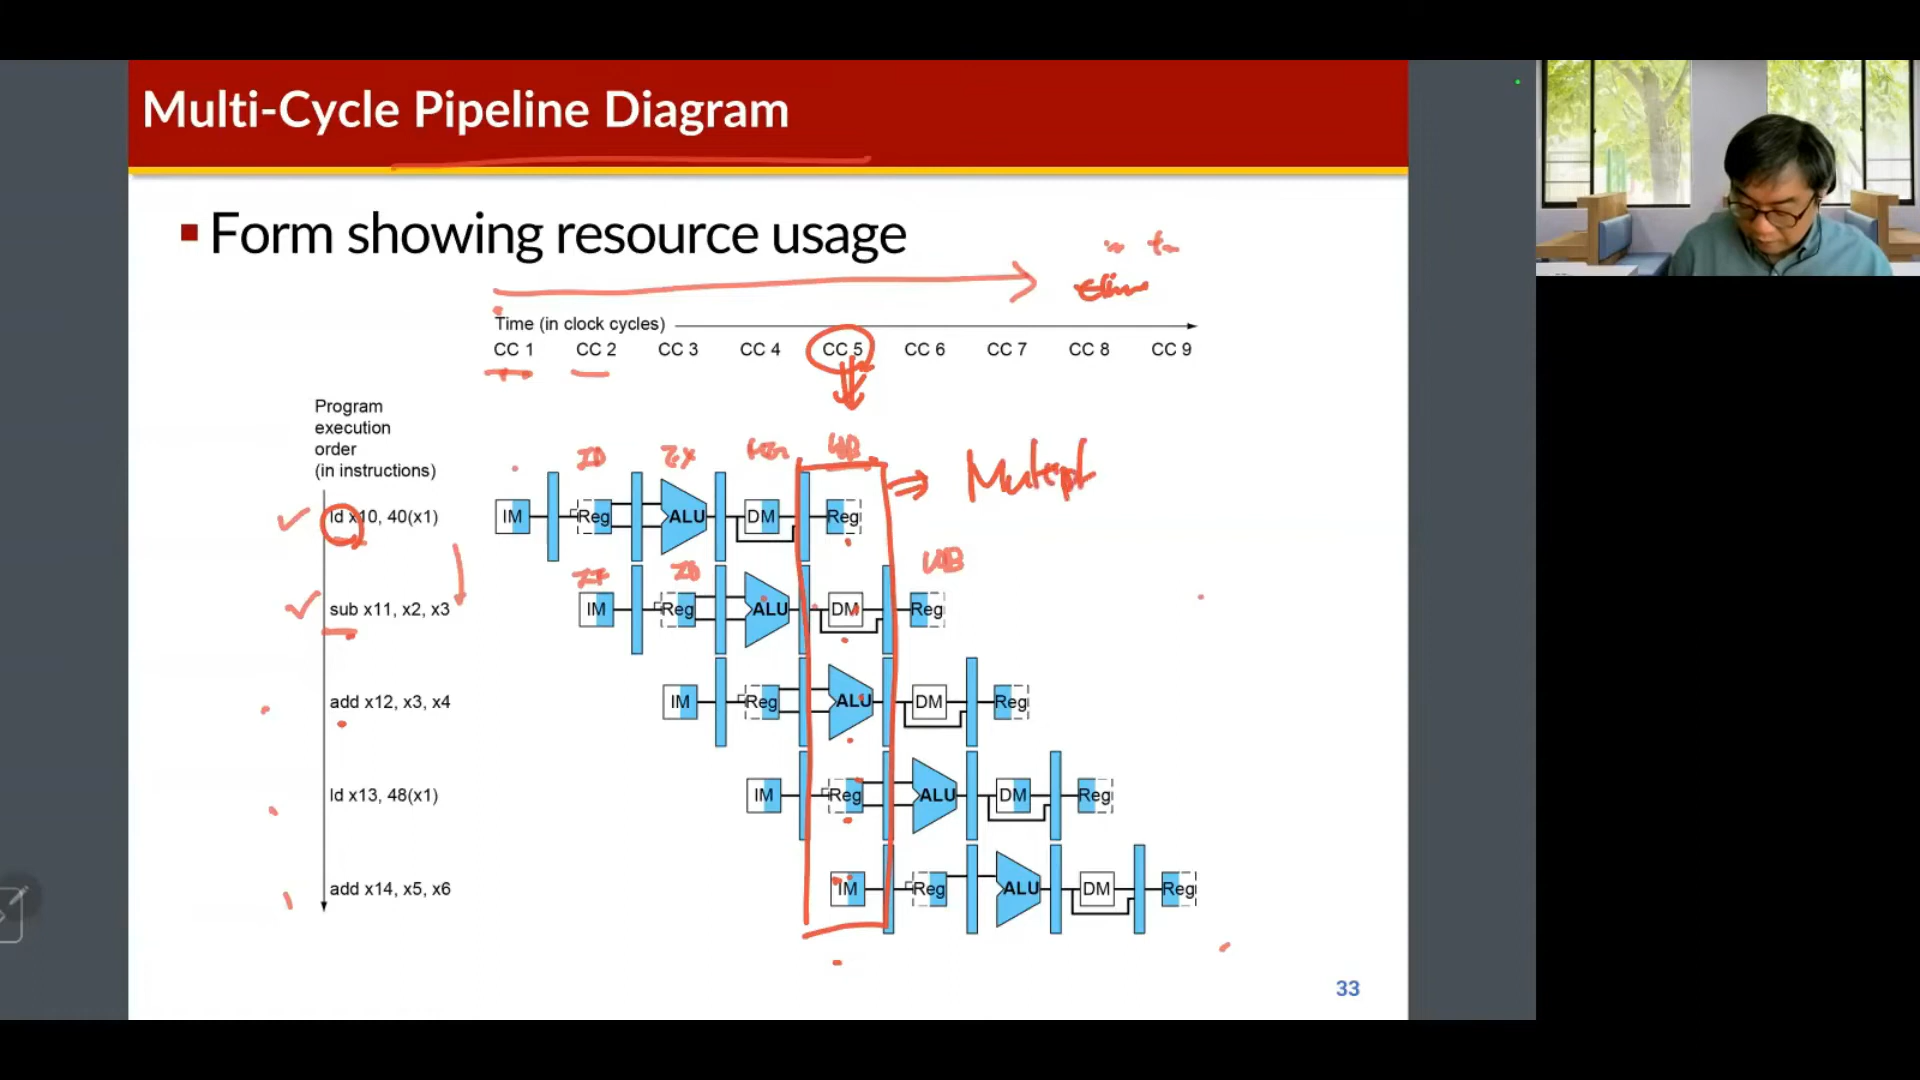 Multi-Cycle Pipeline Diagram
▪ Form showing resource usage
Time (in clock cycles)
CC 1 CC 2 CC 3 CC 4 CC 5 CC 6 CC 7 CC 8 CC 9
Program
execution
order
(in instructions)
ID EX WB
ld x10, 40(x1) IM Reg ALU DM Reg
IF ID WB
sub x11, x2, x3 IM Reg ALU DM Reg
add x12, x3, x4 IM Reg ALU DM Reg
ld x13, 48(x1) IM Reg ALU DM Reg
add x14, x5, x6 IM Reg ALU DM Reg
33